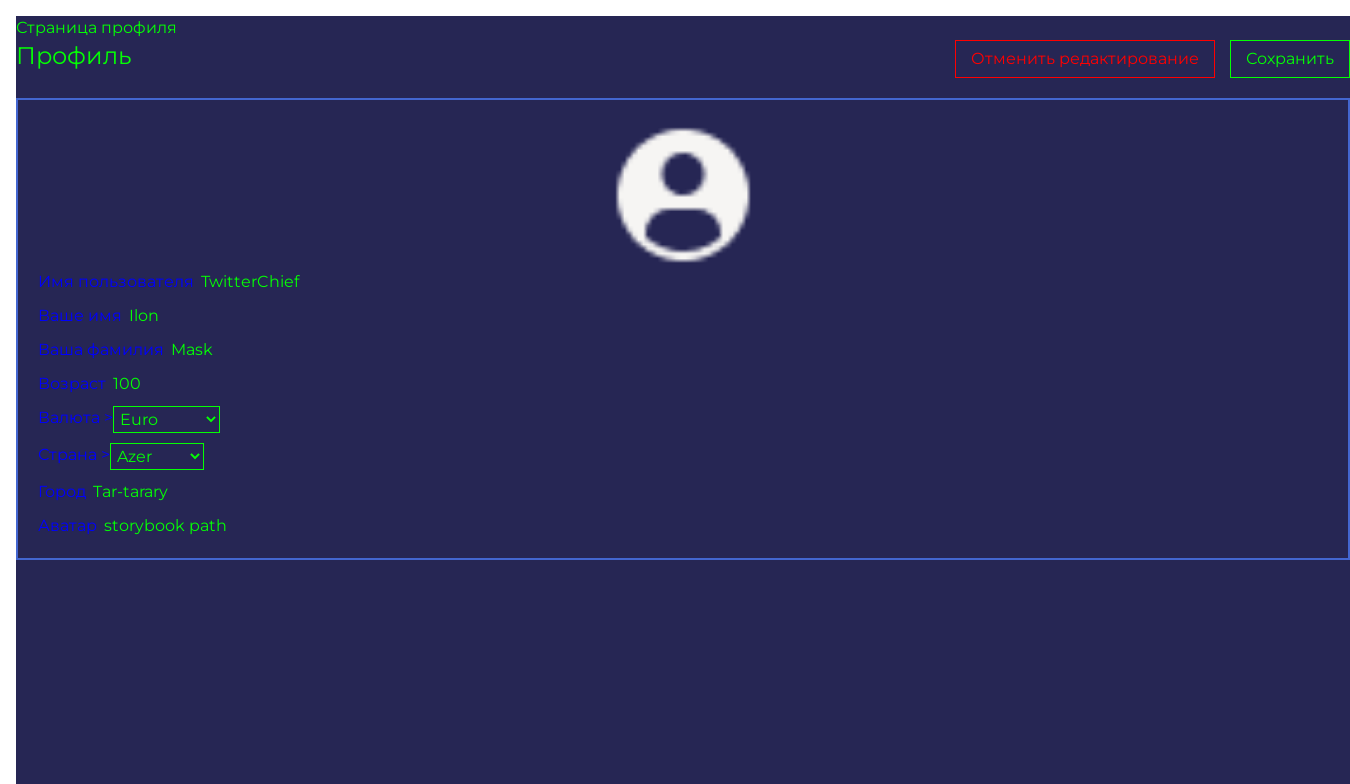 Страница профиля
Профиль
Отменить редактирование
Сохранить
Имя пользователя TwitterChief
Ваше имя Ilon
Ваша фамилия Mask
Возраст 100
Валюта > Euro
Страна > Azer
Город Tar-tarary
Аватар storybook path